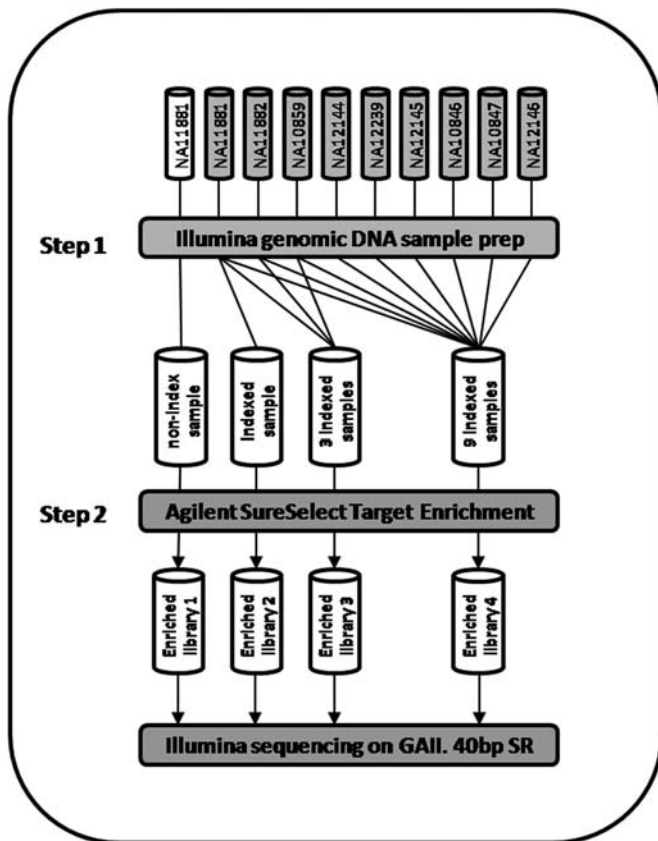 NA11881
NA11881
NA11882
NA10859
NA12144
NA12239
NA12145
NA10846
NA10847
NA12146
Step 1
Illumina genomic DNA sample prep
non-index
sample
Indexed
sample
3 Indexed
samples
9 Indexed
samples
Step 2
Agilent SureSelect Target Enrichment
Enriched
library 1
Enriched
library 2
Enriched
library 3
Enriched
library 4
Illumina sequencing on GAII. 40bp SR